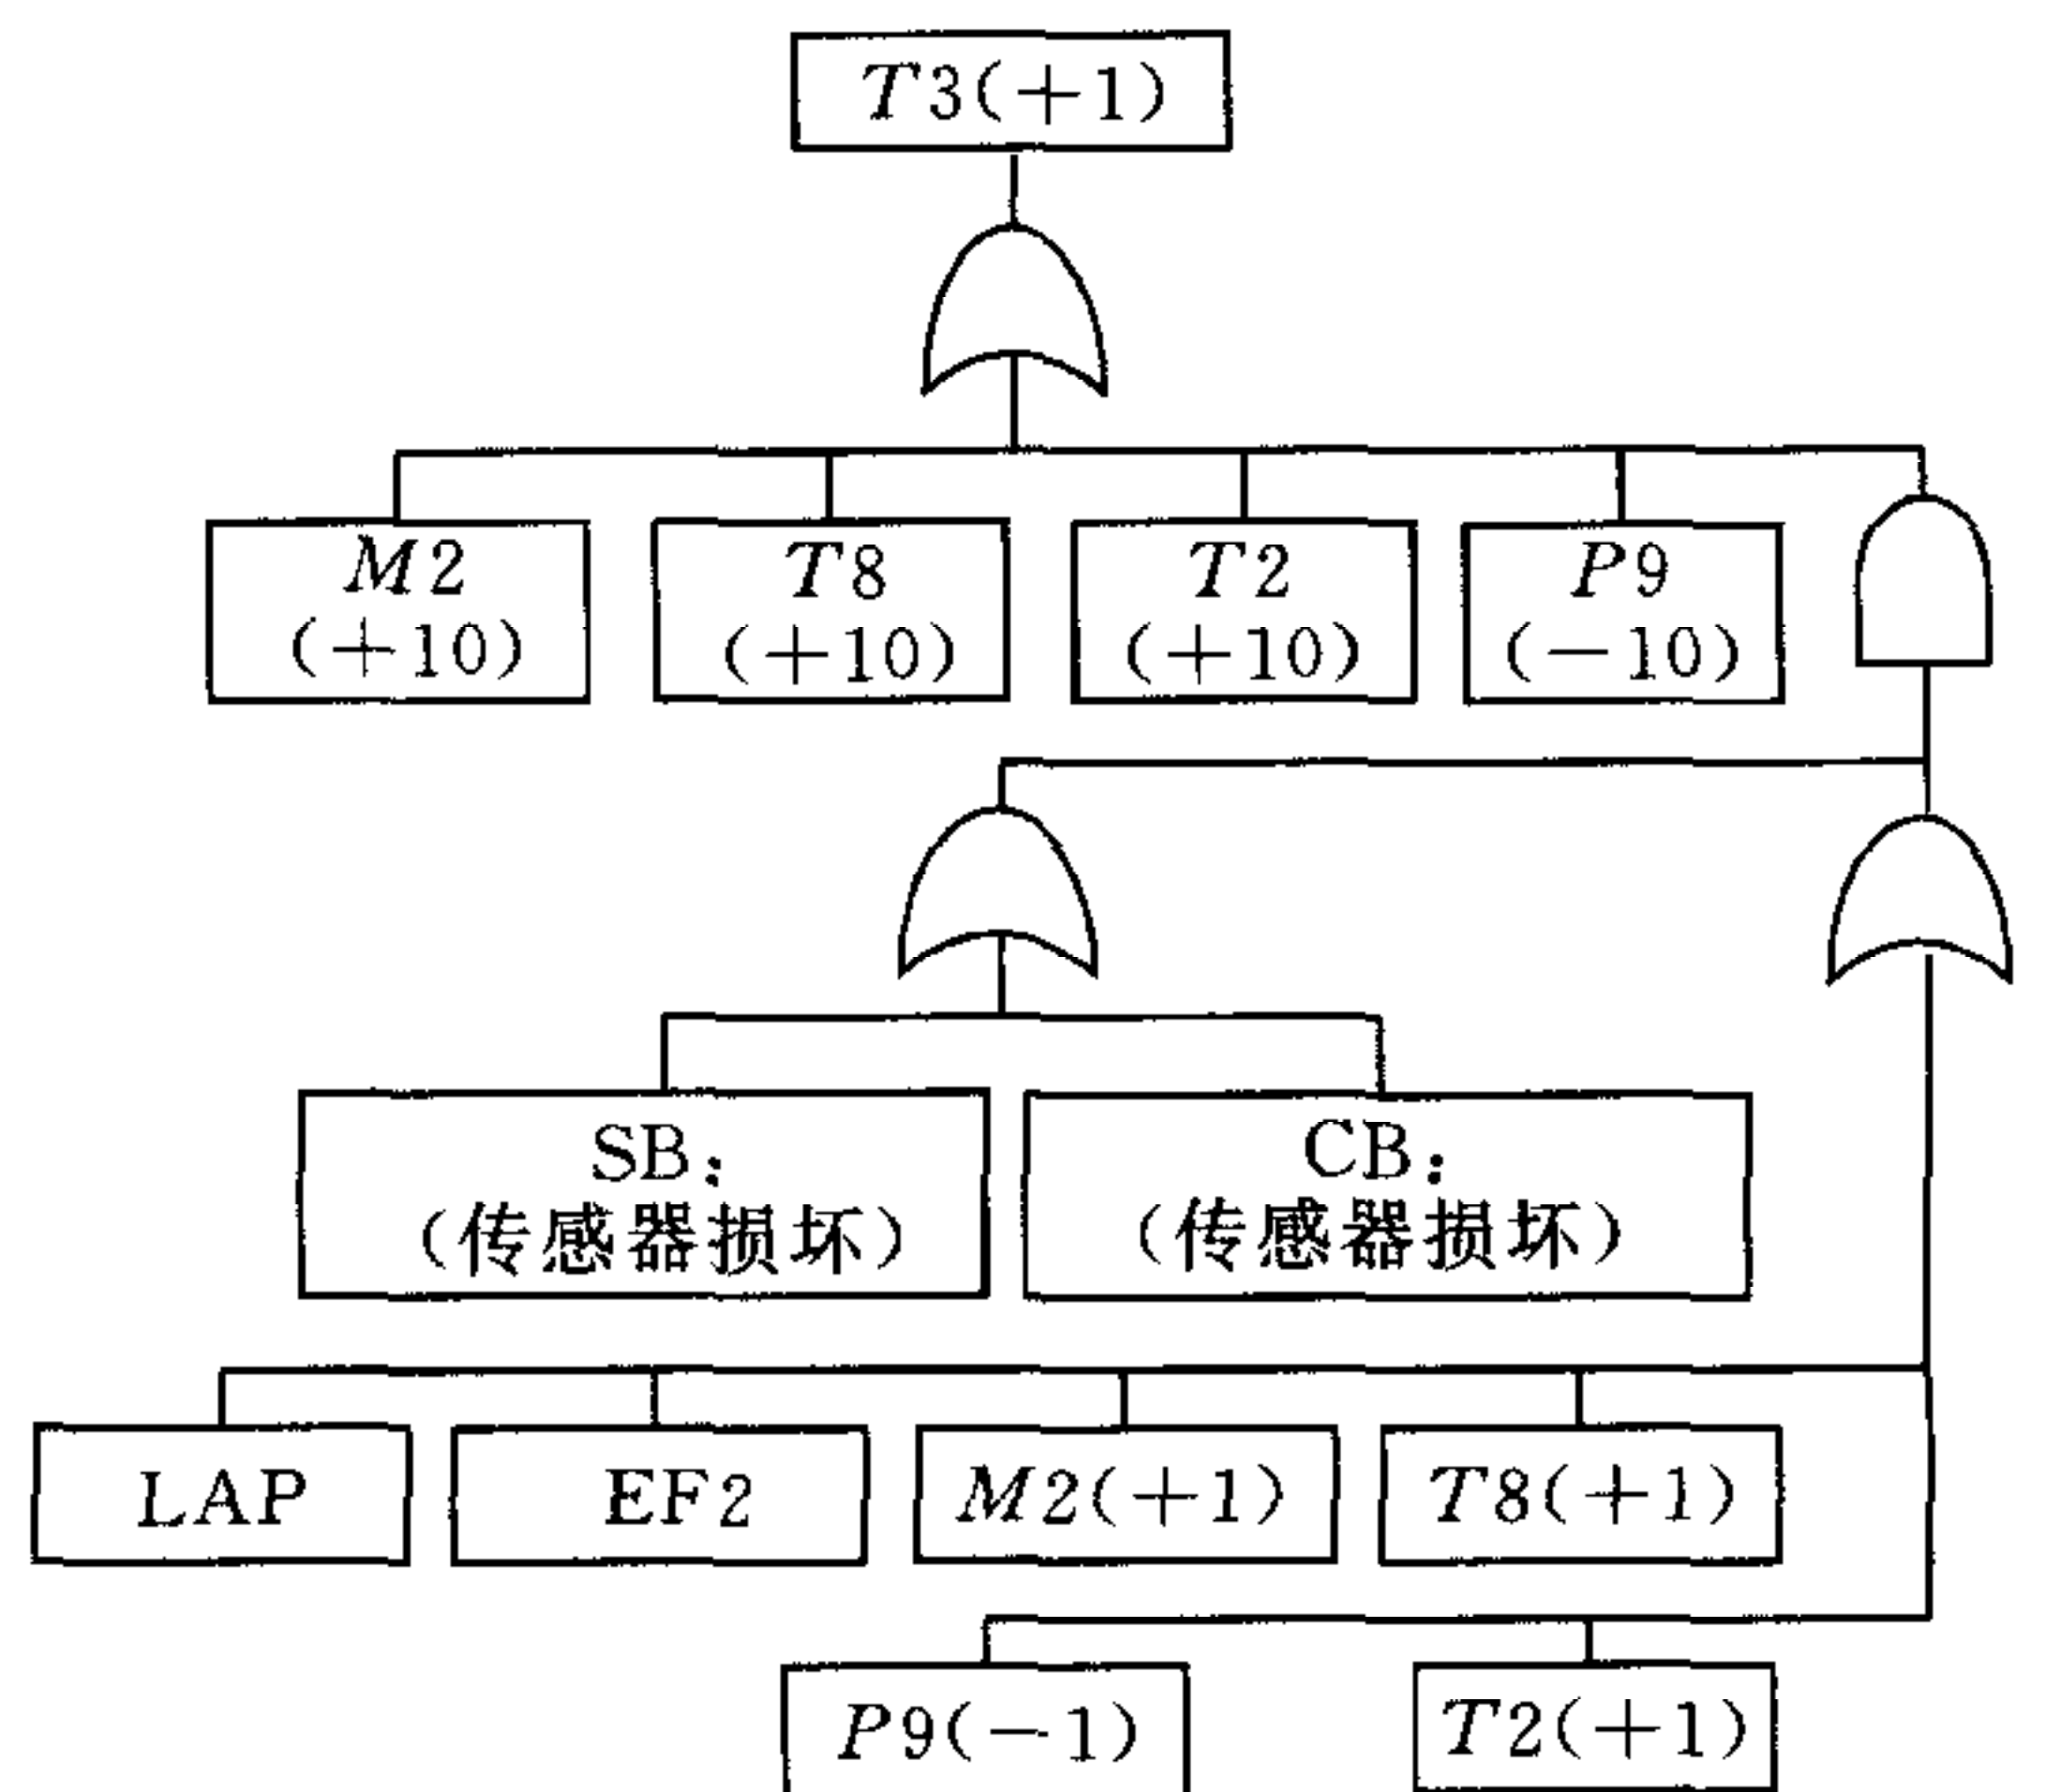 T3(+1)
M2
(+10)
T8
(+10)
T2
(+10)
P9
(-10)
SB:
(传感器损坏)
CB:
(传感器损坏)
LAP
EF2
M2(+1)
T8(+1)
P9(-1)
T2(+1)